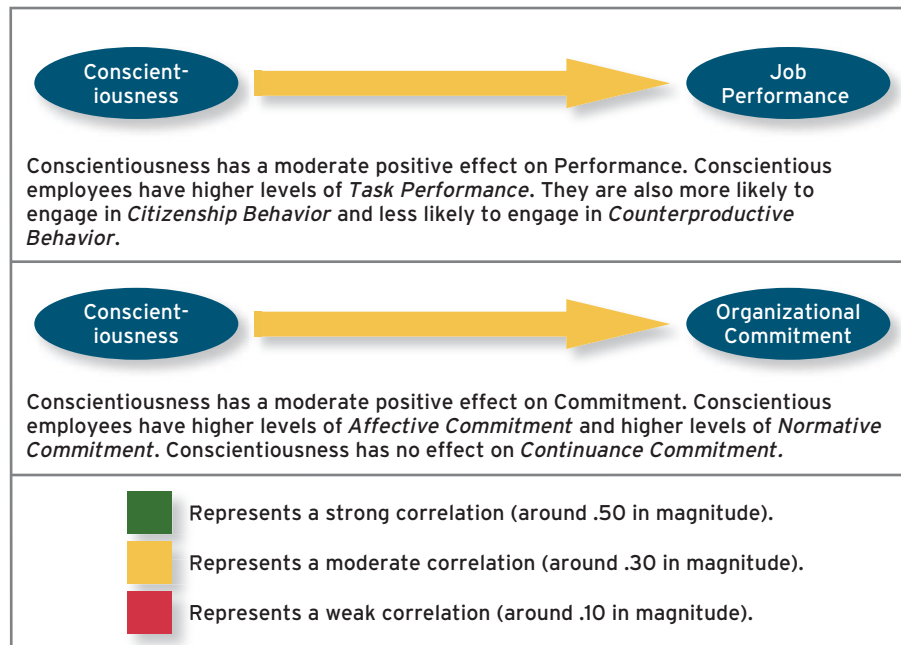 Conscient-
iousness
Job
Performance
Conscientiousness has a moderate positive effect on Performance. Conscientious
employees have higher levels of Task Performance. They are also more likely to
engage in Citizenship Behavior and less likely to engage in Counterproductive
Behavior.
Conscient-
iousness
Organizational
Commitment
Conscientiousness has a moderate positive effect on Commitment. Conscientious
employees have higher levels of Affective Commitment and higher levels of Normative
Commitment. Conscientiousness has no effect on Continuance Commitment.
Represents a strong correlation (around .50 in magnitude).
Represents a moderate correlation (around .30 in magnitude).
Represents a weak correlation (around .10 in magnitude).